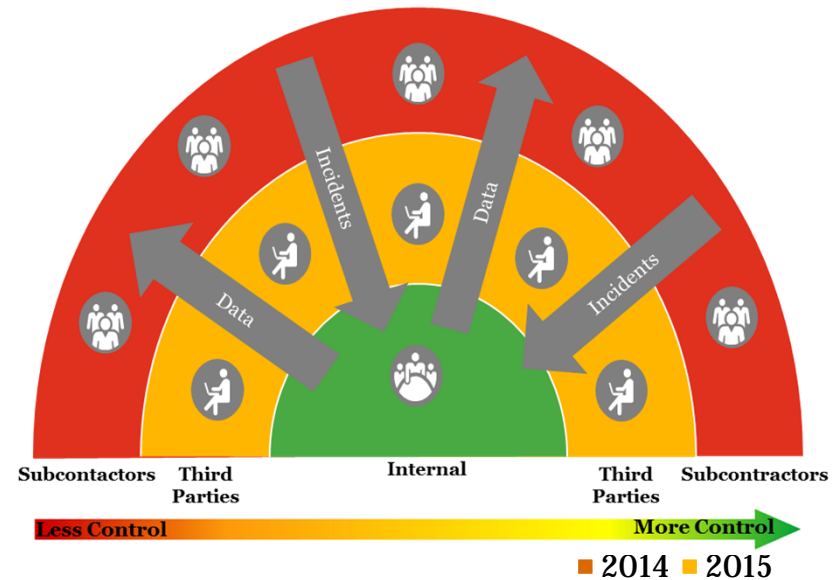 Incidents
Data
Data
Incidents
Subcontactors
Third
Parties
Internal
Third
Parties
Subcontractors
Less Control
More Control
2014
2015